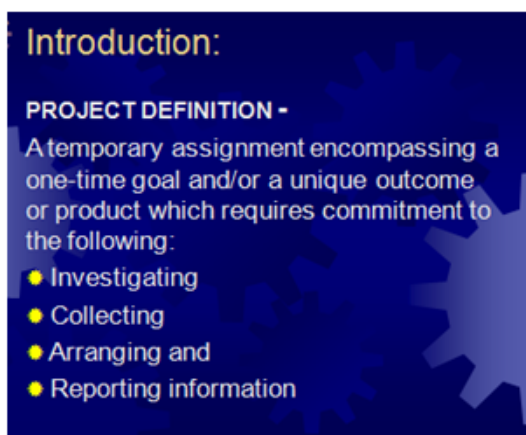 Introduction:
PROJECT DEFINITION -
A temporary assignment encompassing a
one-time goal and/or a unique outcome
or product which requires commitment to
the following:
Investigating
Collecting
Arranging and
Reporting information